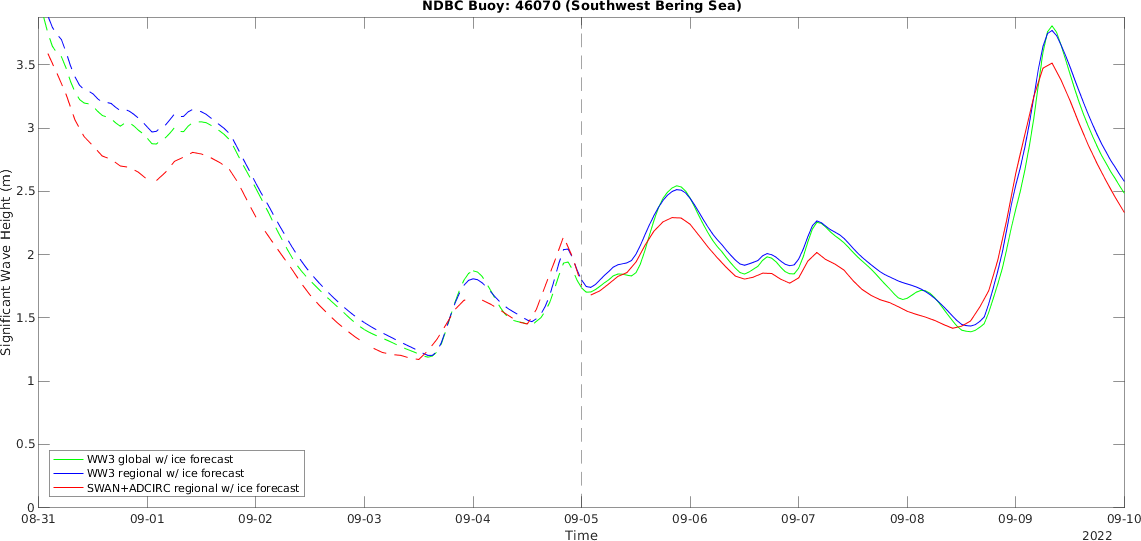 NDBC Buoy: 46070 (Southwest Bering Sea)
Significant Wave Height (m)
3.5
3
2.5
2
1.5
1
0.5
0
WW3 global w/ ice forecast
WW3 regional w/ ice forecast
SWAN+ADCIRC regional w/ ice forecast
08-31 09-01 09-02 09-03 09-04 09-05 09-06 09-07 09-08 09-09 09-10
Time
2022